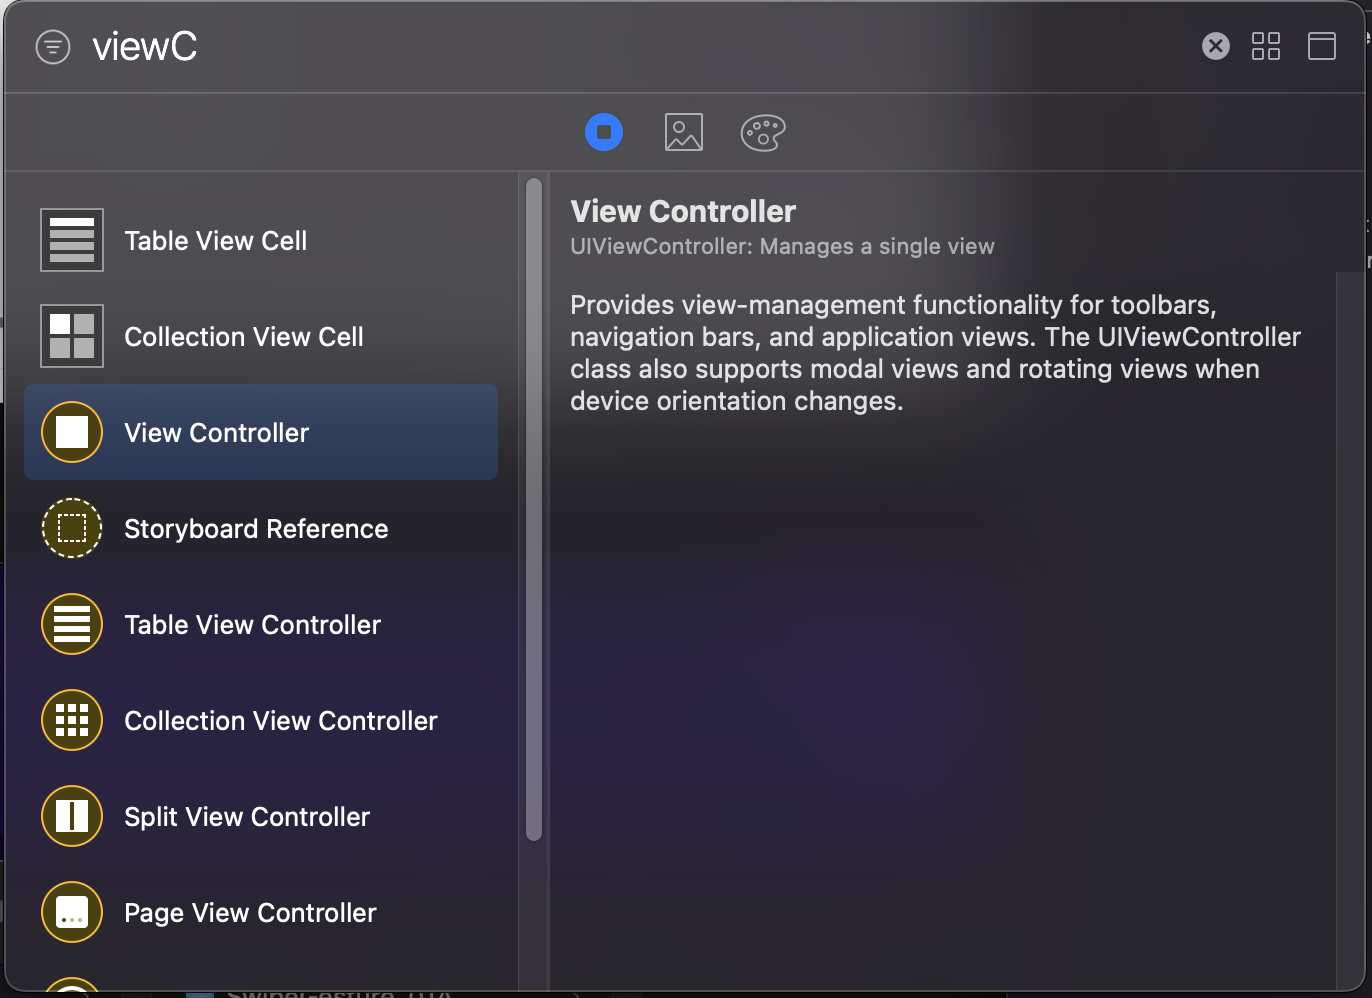 viewC
Table View Cell
Collection View Cell
View Controller
Storyboard Reference
Table View Controller
Collection View Controller
Split View Controller
Page View Controller
View Controller
UIViewController: Manages a single view
Provides view-management functionality for toolbars,
navigation bars, and application views. The UIViewController
class also supports modal views and rotating views when
device orientation changes.